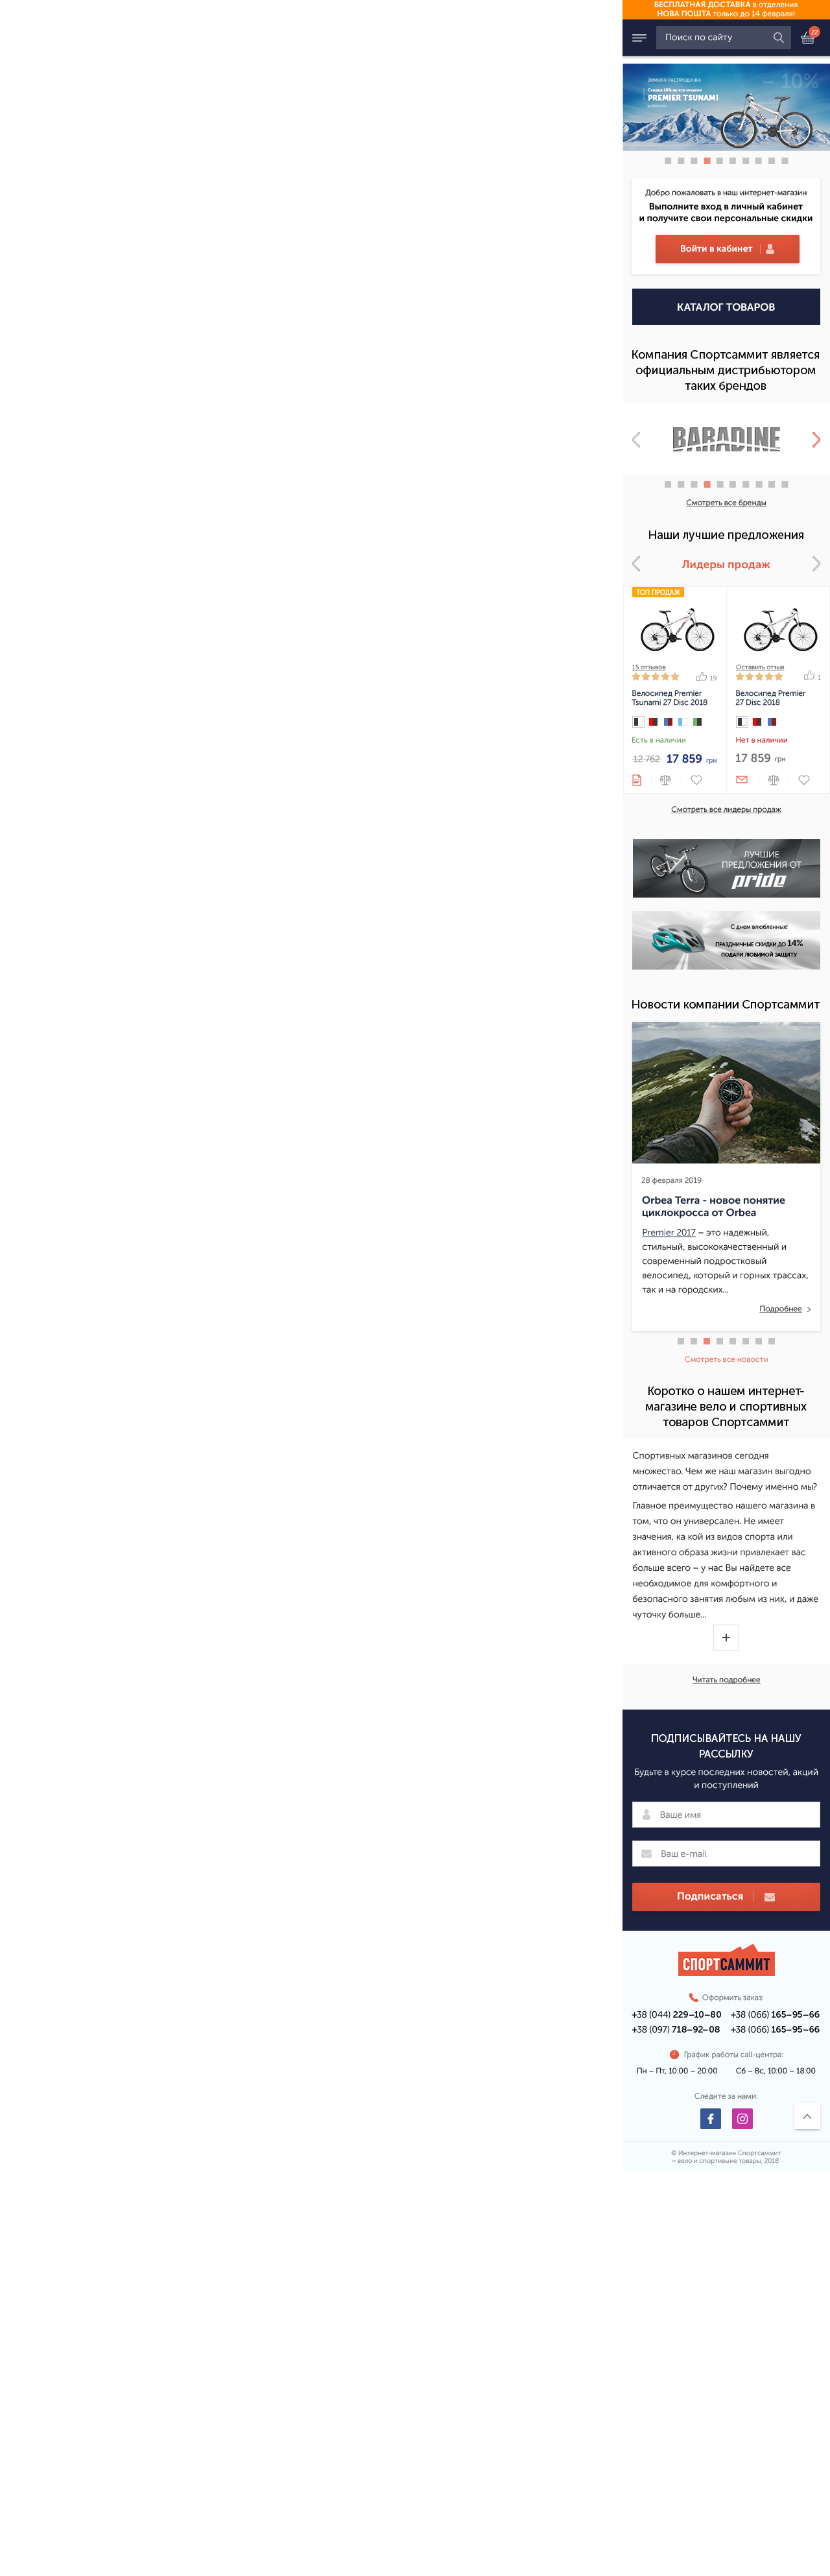 БЕСПЛАТНАЯ ДОСТАВКА в отделения
НОВА ПОШТА только до 14 февраля!
Поиск по сайту
22
ЗИМНЯЯ РАСПРОДАЖА
10%
Скидка 10% на все модели
PREMIER TSUNAMI
Добро пожаловать в наш интернет-магазин
Выполните вход в личный кабинет
и получите свои персональные скидки
Войти в кабинет
КАТАЛОГ ТОВАРОВ
Компания Спортсаммит является
официальным дистрибьютором
таких брендов
BARADINE
Смотреть все бренды
Наши лучшие предложения
Лидеры продаж
ТОП ПРОДАЖ
15 отзывов
19
Оставить отзыв
1
Велосипед Premier
Tsunami 27 Disc 2018
Велосипед Premier
27 Disc 2018
Есть в наличии
Нет в наличии
12 762 17 859 грн
17 859 грн
Смотреть все лидеры продаж
ЛУЧШИЕ
ПРЕДЛОЖЕНИЯ ОТ
pride
С днем влюбленных!
ПРАЗДНИЧНЫЕ СКИДКИ ДО 14%
ПОДАРИ ЛЮБИМОЙ ЗАЩИТУ
Новости компании Спортсаммит
28 февраля 2019
Orbea Terra - новое понятие
циклокросса от Orbea
Premier 2017 – это надежный,
стильный, высококачественный и
современный подростковый
велосипед, который и горных трассах,
так и на городских...
Подробнее
Смотреть все новости
Коротко о нашем интернет-
магазине вело и спортивных
товаров Спортсаммит
Спортивных магазинов сегодня
множество. Чем же наш магазин выгодно
отличается от других? Почему именно мы?
Главное преимущество нашего магазина в
том, что он универсален. Не имеет
значения, ка кой из видов спорта или
активного образа жизни привлекает вас
больше всего – у нас Вы найдете все
необходимое для комфортного и
безопасного занятия любым из них, и даже
чуточку больше...
+
Читать подробнее
ПОДПИСЫВАЙТЕСЬ НА НАШУ
РАССЫЛКУ
Будьте в курсе последних новостей, акций
и поступлений
Ваше имя
Ваш e-mail
Подписаться
СПОРТСАММИТ
Оформить заказ:
+38 (044) 229–10–80 +38 (066) 165–95–66
+38 (097) 718–92–08 +38 (066) 165–95–66
График работы call-центра:
Пн – Пт, 10:00 – 20:00 Сб – Вс, 10:00 – 18:00
Следите за нами:
© Интернет-магазин Спортсаммит
– вело и спортивыне товары, 2018